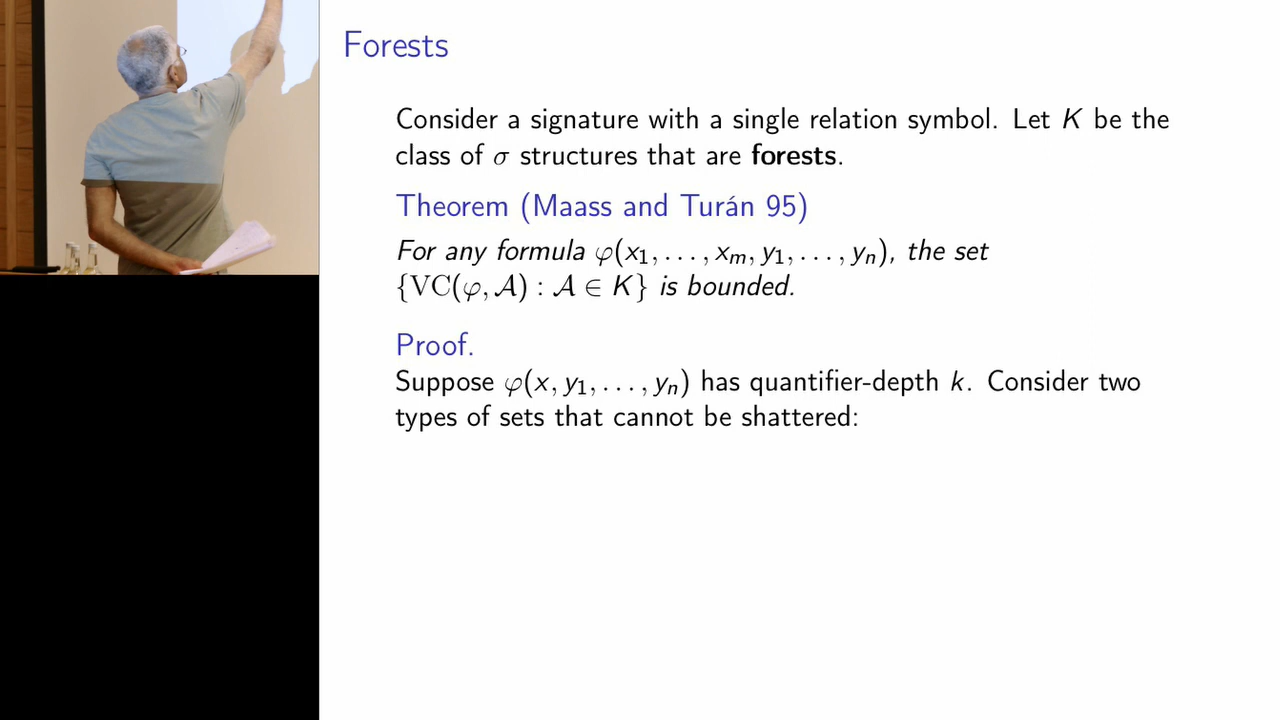 Forests
Consider a signature with a single relation symbol. Let K be the
class of σ structures that are forests.
Theorem (Maass and Turán 95)
For any formula φ(x₁, . . . , xₘ, y₁, . . . , yₙ), the set
{VC(φ, 𝒜) : 𝒜 ∈ K} is bounded.
Proof.
Suppose φ(x, y₁, . . . , yₙ) has quantifier-depth k. Consider two
types of sets that cannot be shattered: